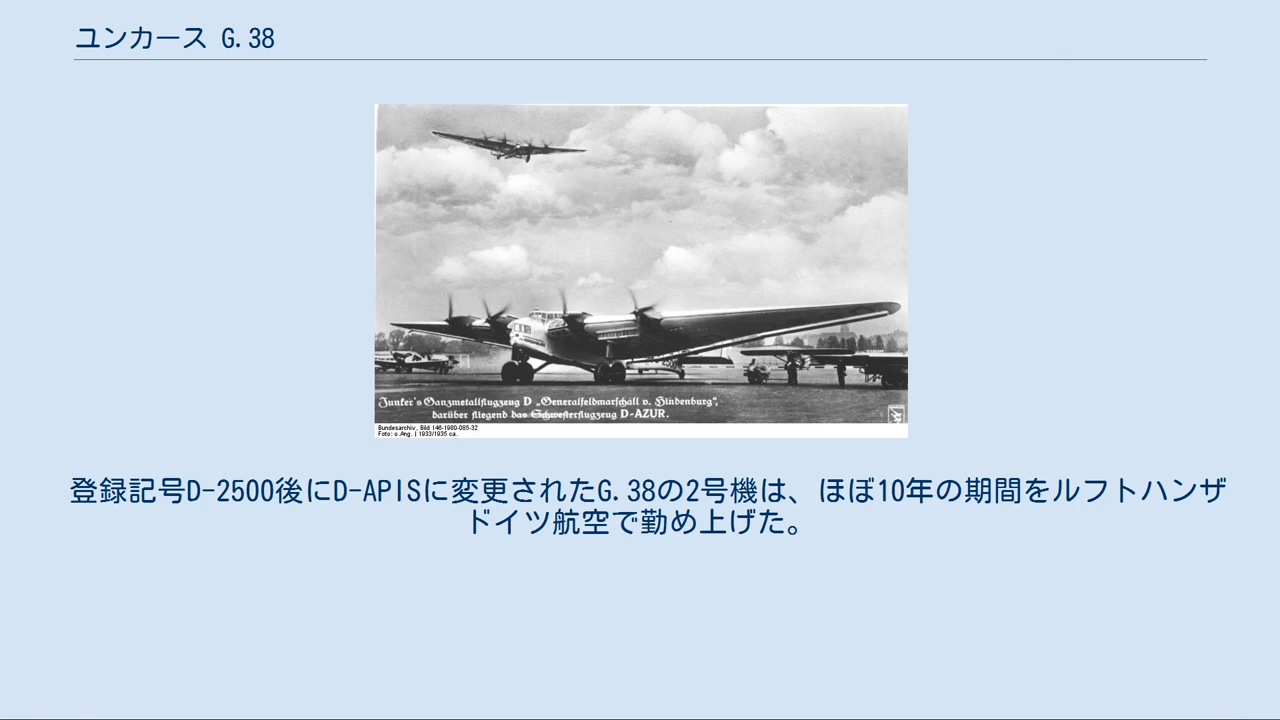 ユンカース G.38
Junker's Ganzmetallflugzeug D „Generalfeldmarschall v. Hindenburg",
darüber fliegend das Schwesterflugzeug D-AZUR.
Bundesarchiv, Bild 146-1980-085-32
Foto: o.Ang. | 1933/1935 ca.
登録記号D-2500後にD-APISに変更されたG.38の2号機は、ほぼ10年の期間をルフトハンザ
ドイツ航空で勤め上げた。